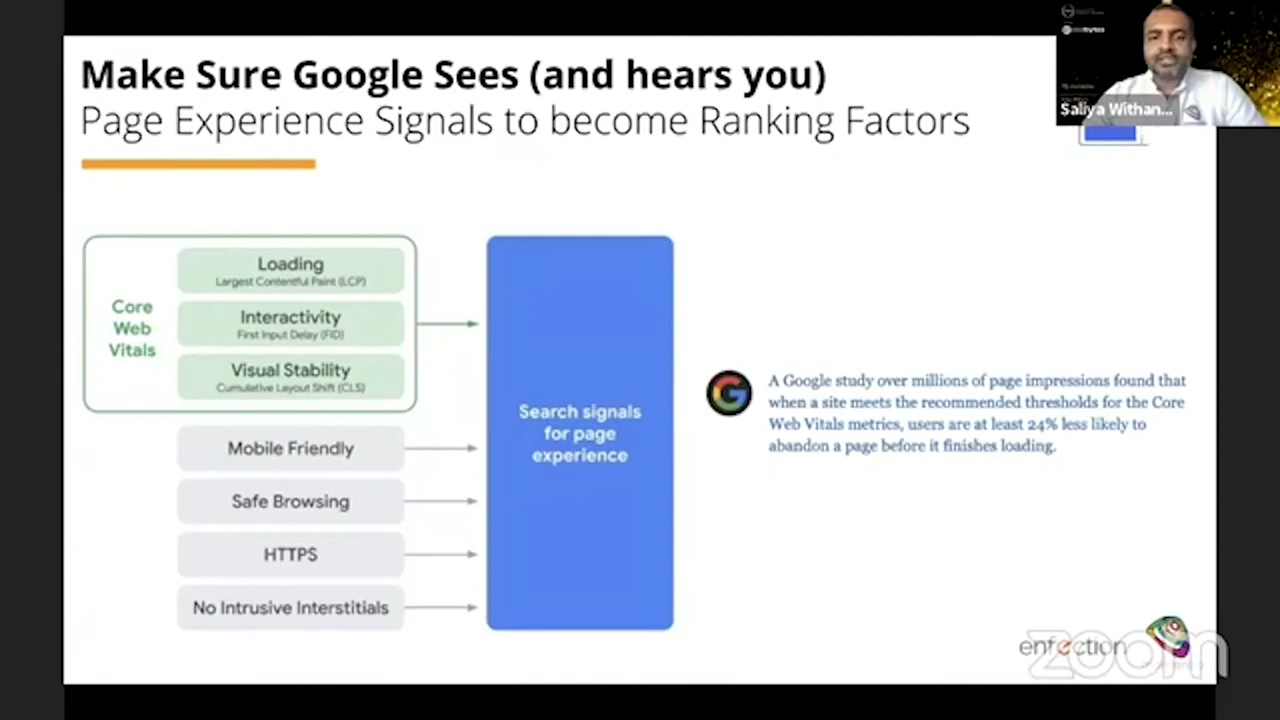 Make Sure Google Sees (and hears you)
Page Experience Signals to become Ranking Factors
Saliya Withan...
Core
Web
Vitals
Loading
Largest Contentful Paint (LCP)
Interactivity
First Input Delay (FID)
Visual Stability
Cumulative Layout Shift (CLS)
Mobile Friendly
Safe Browsing
HTTPS
No Intrusive Interstitials
Search signals
for page
experience
A Google study over millions of page impressions found that
when a site meets the recommended thresholds for the Core
Web Vitals metrics, users are at least 24% less likely to
abandon a page before it finishes loading.
enfection
zoom